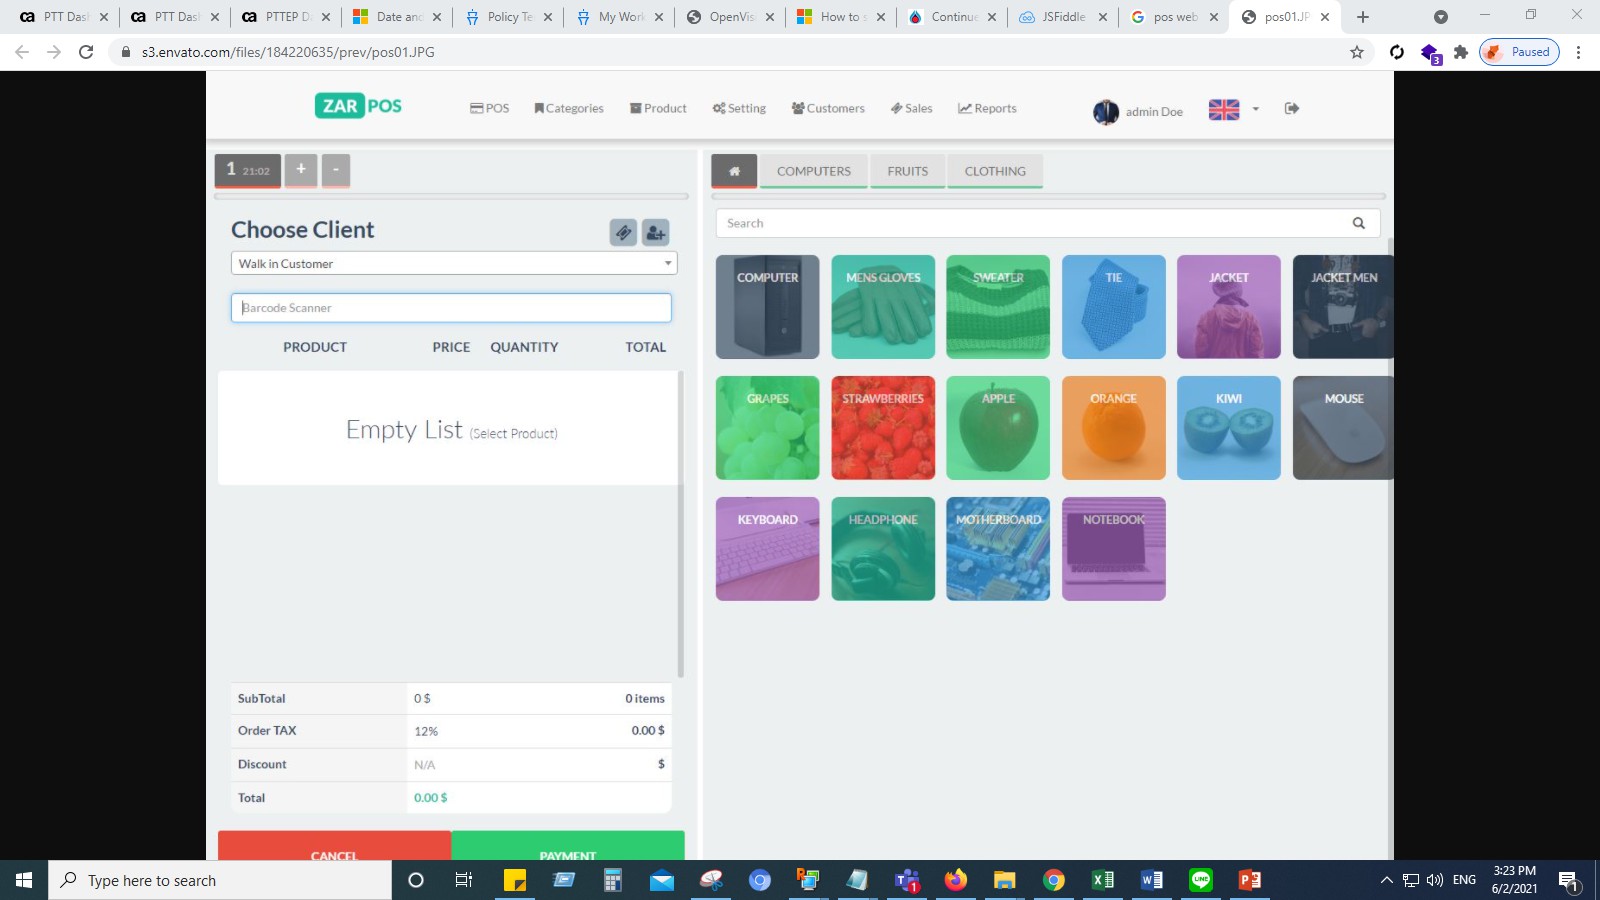 PTT Dash
PTT Dash
PTTEP D
Date and
Policy Te
My Work
OpenVis
How to s
Continue
JSFiddle
pos web
pos01.JP
s3.envato.com/files/184220635/prev/pos01.JPG
3
Paused
ZAR POS
POS
Categories
Product
Setting
Customers
Sales
Reports
admin Doe
1 21:02
+
-
COMPUTERS
FRUITS
CLOTHING
Choose Client
Search
Walk in Customer
Barcode Scanner
PRODUCT PRICE QUANTITY TOTAL
Empty List (Select Product)
COMPUTER
MENS GLOVES
SWEATER
TIE
JACKET
JACKET MEN
GRAPES
STRAWBERRIES
APPLE
ORANGE
KIWI
MOUSE
KEYBOARD
HEADPHONE
MOTHERBOARD
NOTEBOOK
SubTotal 0 $ 0 items
Order TAX 12% 0.00 $
Discount N/A $
Total 0.00 $
CANCEL
PAYMENT
Type here to search
1
ENG
3:23 PM
6/2/2021
1